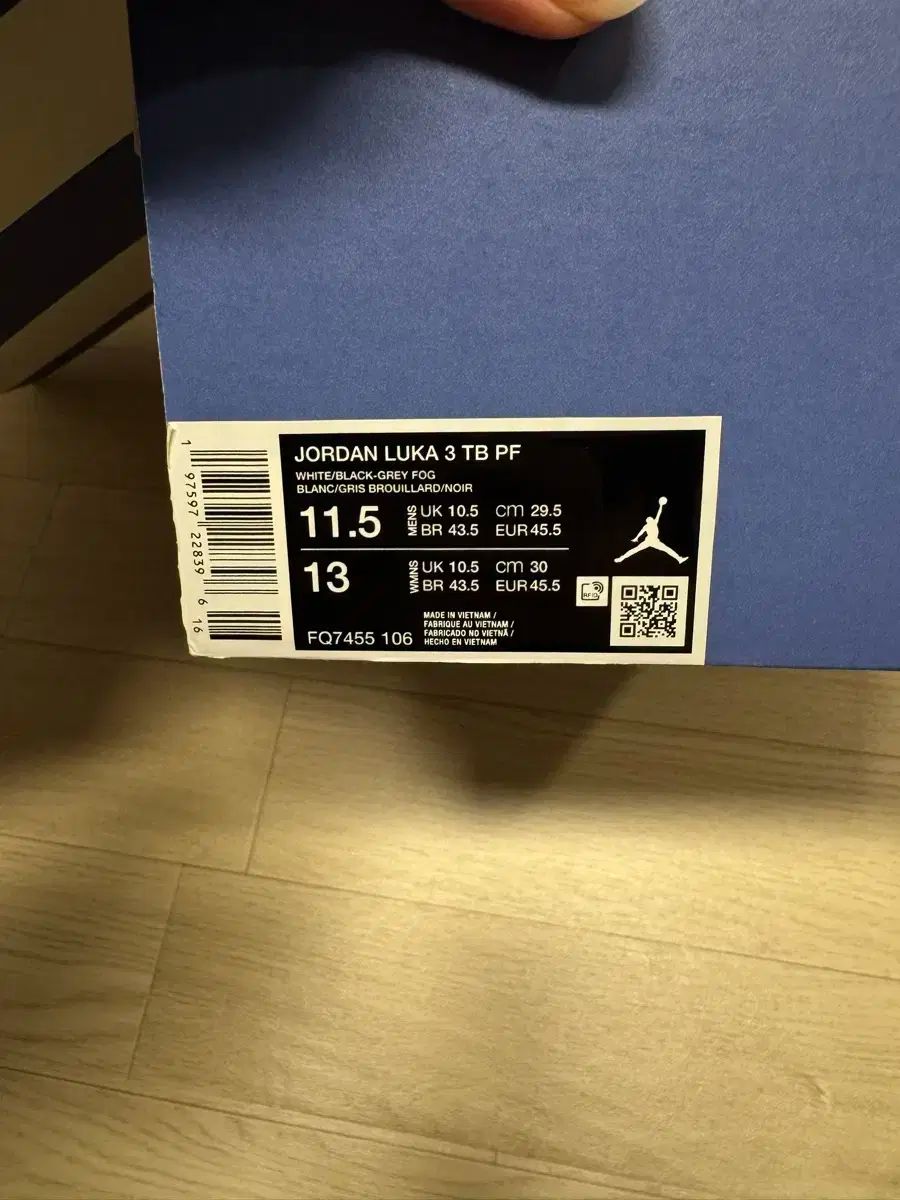 JORDAN LUKA 3 TB PF
WHITE/BLACK-GREY FOG
BLANC/GRIS BROUILLARD/NOIR
11.5 MENS UK 10.5 CM 29.5
BR 43.5 EUR 45.5
13 WMNS UK 10.5 CM 30
BR 43.5 EUR 45.5
RFID
FQ7455 106
MADE IN VIETNAM /
FABRIQUE AU VIETNAM /
FABRICADO NO VIETNÃ /
HECHO EN VIETNAM
1 97597 22839 6 16